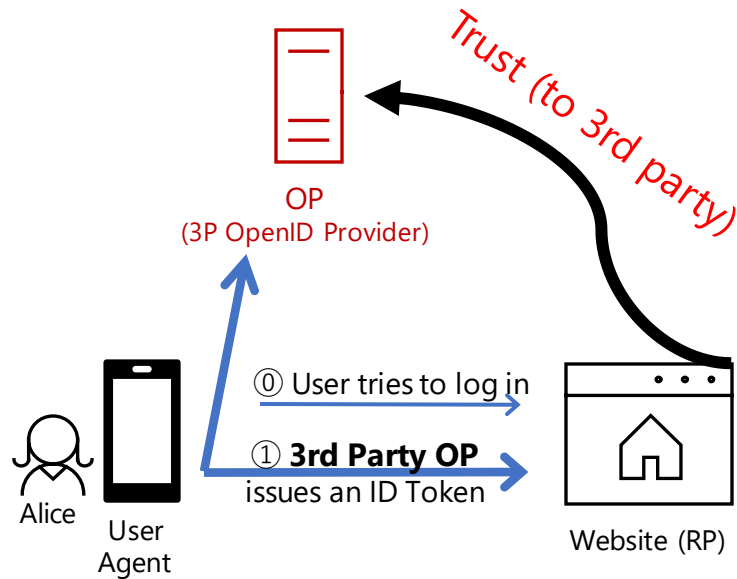 Trust (to 3rd party)
OP
(3P OpenID Provider)
⓪ User tries to log in
① 3rd Party OP
issues an ID Token
Alice
User
Agent
Website (RP)